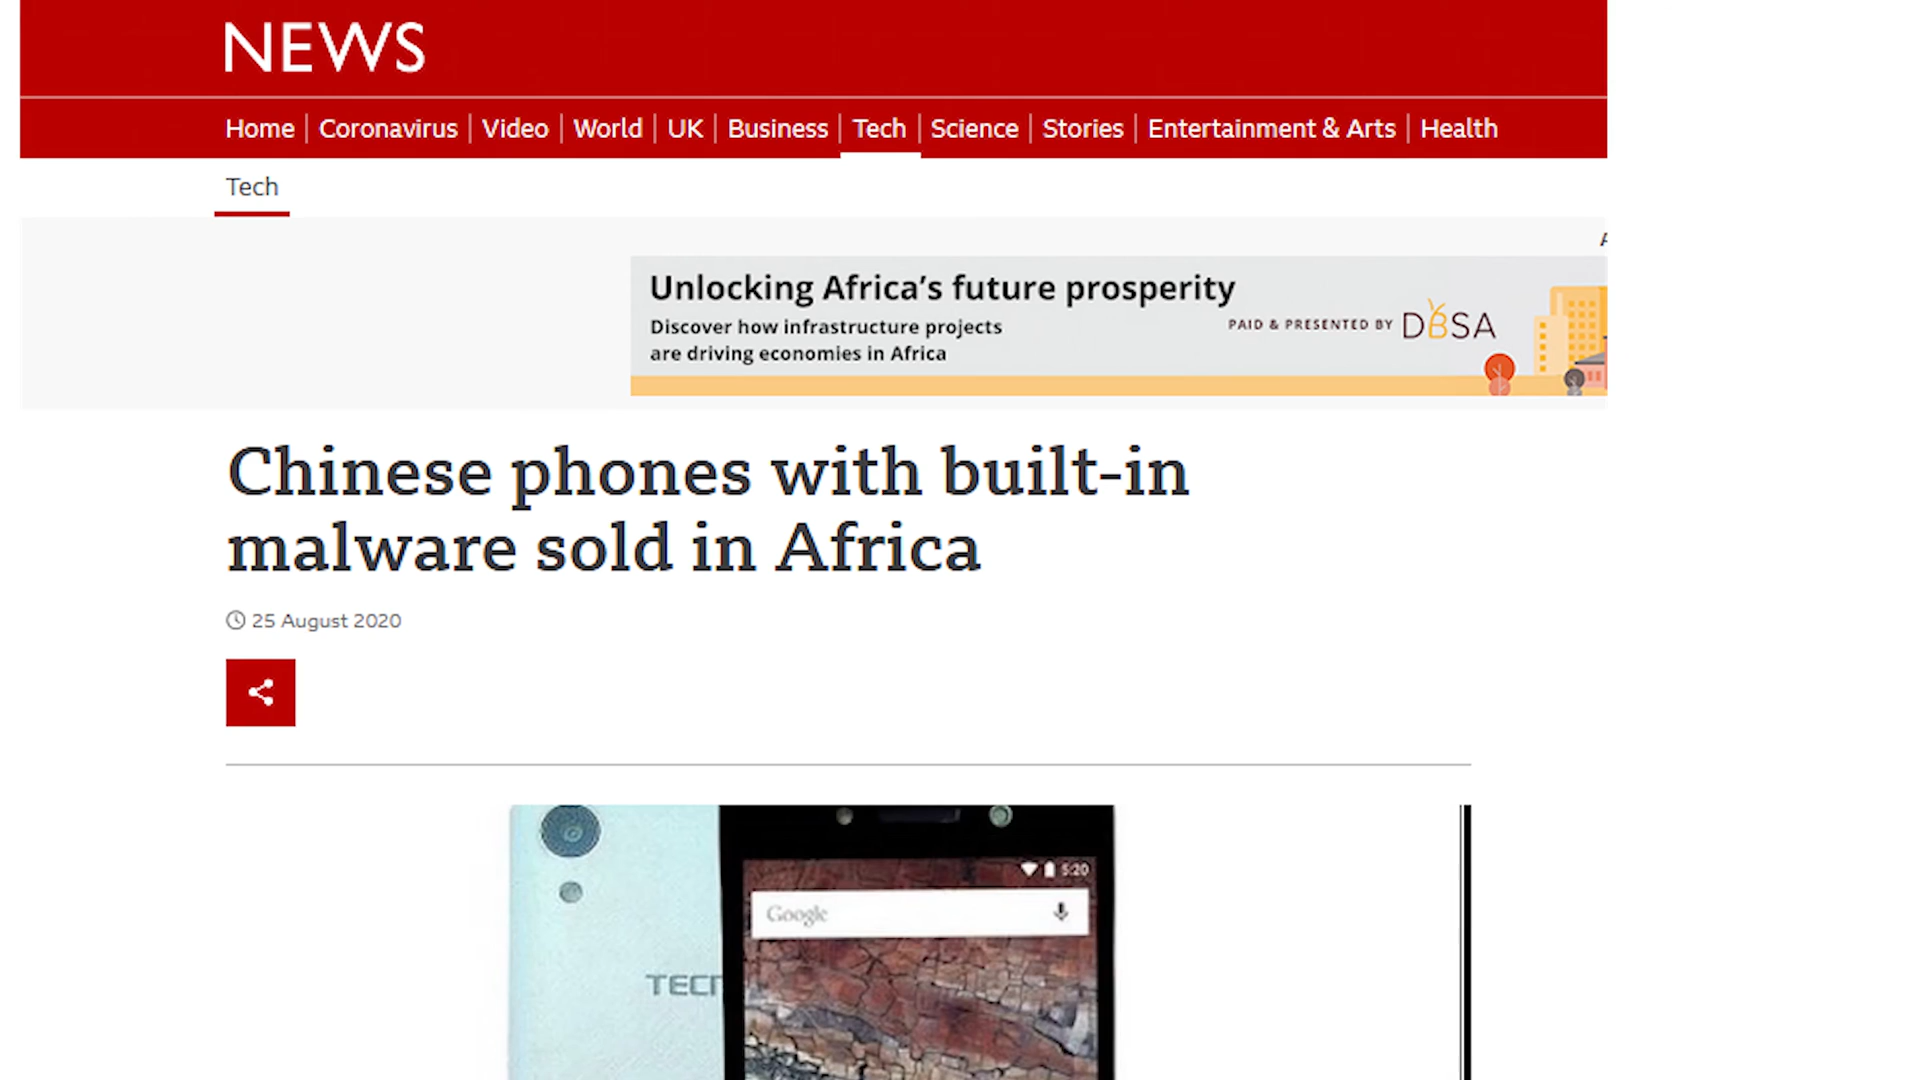 NEWS
Home Coronavirus Video World UK Business Tech Science Stories Entertainment & Arts Health
Tech
Unlocking Africa's future prosperity
Discover how infrastructure projects
are driving economies in Africa
PAID & PRESENTED BY DBSA
Chinese phones with built-in
malware sold in Africa
25 August 2020
5:20
Google
TECN